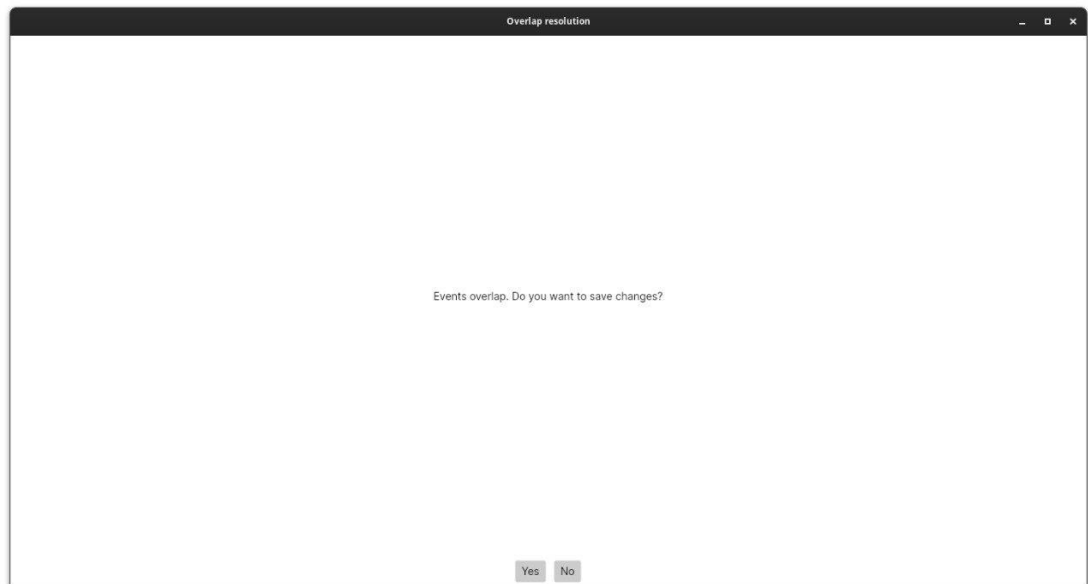 Overlap resolution
Events overlap. Do you want to save changes?
Yes No